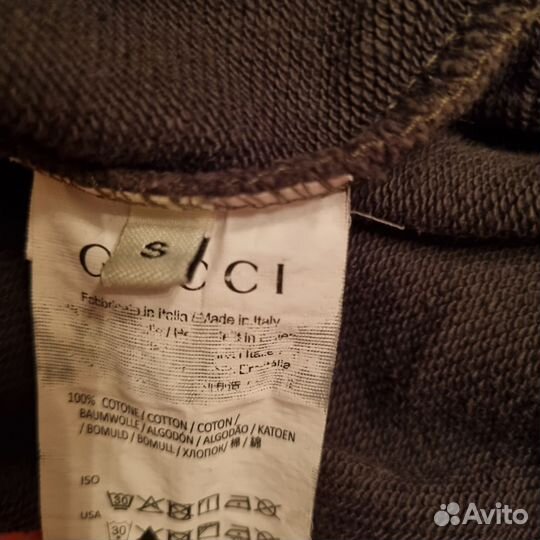 S
GUCCI
Fabbricato in Italia / Made in Italy
100% COTONE / COTTON / COTON /
BAUMWOLLE / ALGODÓN / ALGODÃO / KATOEN
/ BOMULD / BOMULL / ХЛОПОК / 棉 / 綿
ISO
30
USA
30
Avito